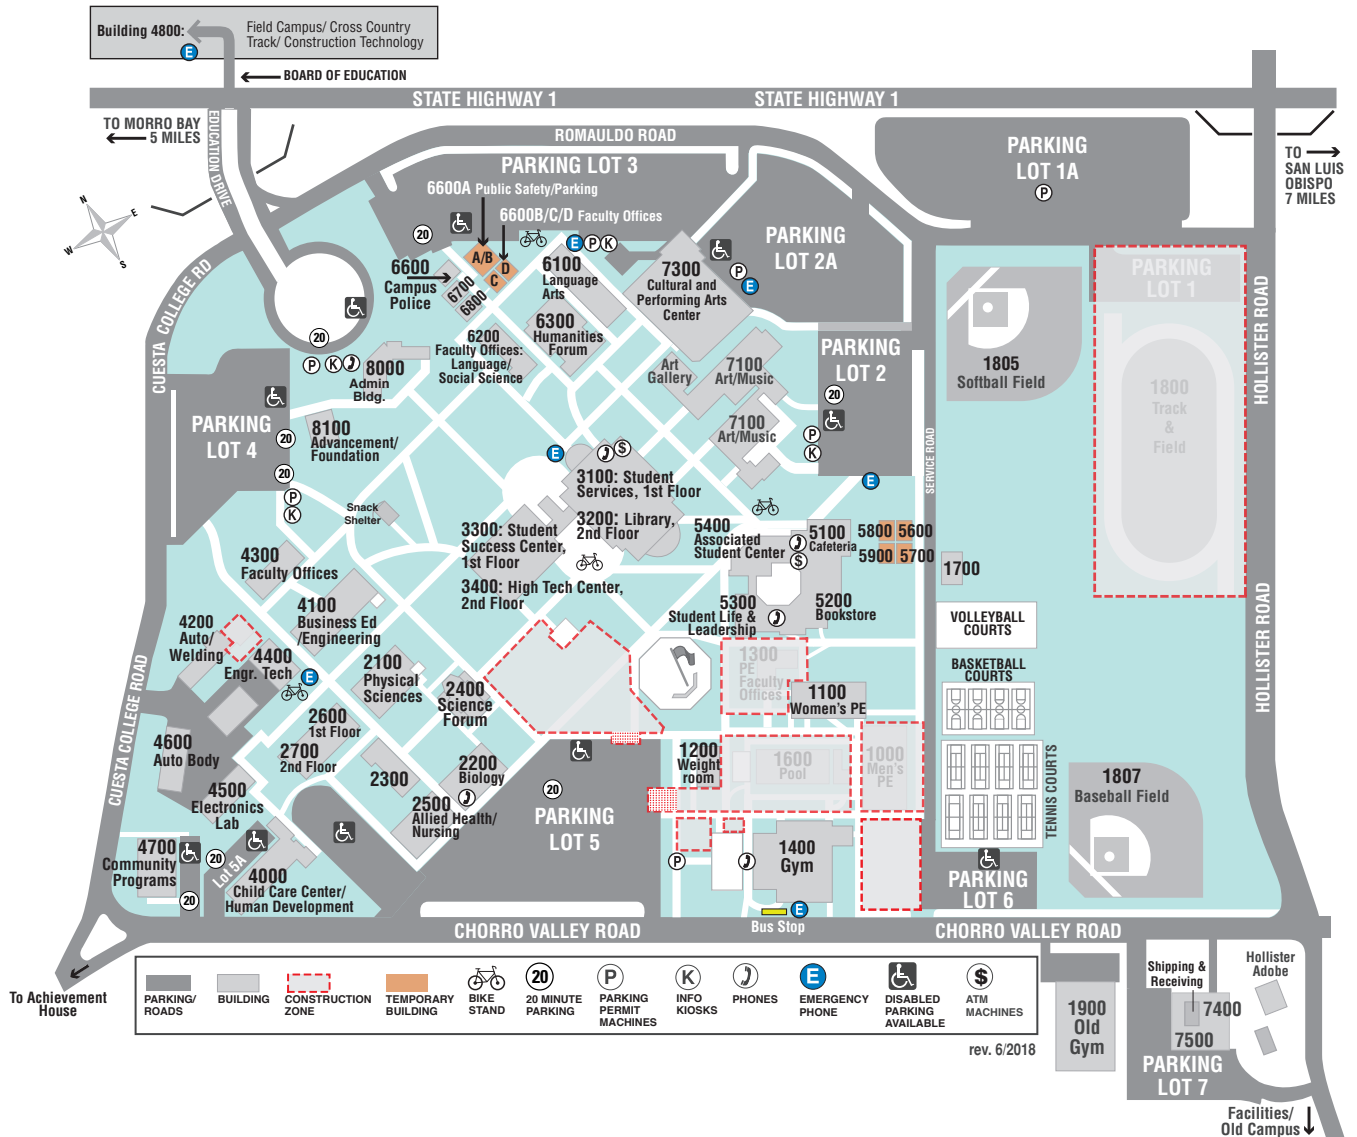 Building 4800:
Field Campus/ Cross Country
Track/ Construction Technology
E
BOARD OF EDUCATION
STATE HIGHWAY 1
STATE HIGHWAY 1
TO MORRO BAY
5 MILES
EDUCATION DRIVE
ROMAULDO ROAD
PARKING LOT 3
PARKING
LOT 1A
P
TO
SAN LUIS
OBISPO
7 MILES
N
E
W
S
6600A Public Safety/Parking
6600B/C/D Faculty Offices
20
A/B
D
C
E P K
6600
Campus
Police
6700
6800
6100
Language
Arts
7300
Cultural and
Performing Arts
Center
PARKING
LOT 2A
P
E
PARKING
LOT 1
CUESTA COLLEGE RD
HOLLISTER ROAD
20
P K
8000
Admin
Bldg.
6200
Faculty Offices:
Language/
Social Science
6300
Humanities
Forum
Art
Gallery
7100
Art/Music
PARKING
LOT 2
20
1805
Softball Field
1800
Track
&
Field
PARKING
LOT 4
20
20
P
K
8100
Advancement/
Foundation
7100
Art/Music
P
K
E
E
$
SERVICE ROAD
3100: Student
Services, 1st Floor
3200: Library,
2nd Floor
Snack
Shelter
3300: Student
Success Center,
1st Floor
3400: High Tech Center,
2nd Floor
5400
Associated
Student Center
5100
Cafeteria
$
5800 5600
5900 5700
1700
4300
Faculty Offices
4100
Business Ed
/Engineering
5300
Student Life &
Leadership
5200
Bookstore
VOLLEYBALL
COURTS
HOLLISTER ROAD
4200
Auto/
Welding
4400
Engr. Tech
E
2100
Physical
Sciences
2400
Science
Forum
1300
PE
Faculty
Offices
1100
Women's PE
BASKETBALL
COURTS
CUESTA COLLEGE ROAD
2600
1st Floor
2700
2nd Floor
4600
Auto Body
2300
2200
Biology
1200
Weight
room
1600
Pool
1000
Men's
PE
TENNIS COURTS
1807
Baseball Field
4500
Electronics
Lab
2500
Allied Health/
Nursing
20
PARKING
LOT 5
P
1400
Gym
4700
Community
Programs
20
20
Lot 5A
4000
Child Care Center/
Human Development
PARKING
LOT 6
E
Bus Stop
CHORRO VALLEY ROAD
CHORRO VALLEY ROAD
To Achievement
House
PARKING/
ROADS
BUILDING
CONSTRUCTION
ZONE
TEMPORARY
BUILDING
BIKE
STAND
20
20 MINUTE
PARKING
P
PARKING
PERMIT
MACHINES
K
INFO
KIOSKS
PHONES
E
EMERGENCY
PHONE
DISABLED
PARKING
AVAILABLE
$
ATM
MACHINES
rev. 6/2018
1900
Old
Gym
Shipping &
Receiving
7400
7500
Hollister
Adobe
PARKING
LOT 7
Facilities/
Old Campus